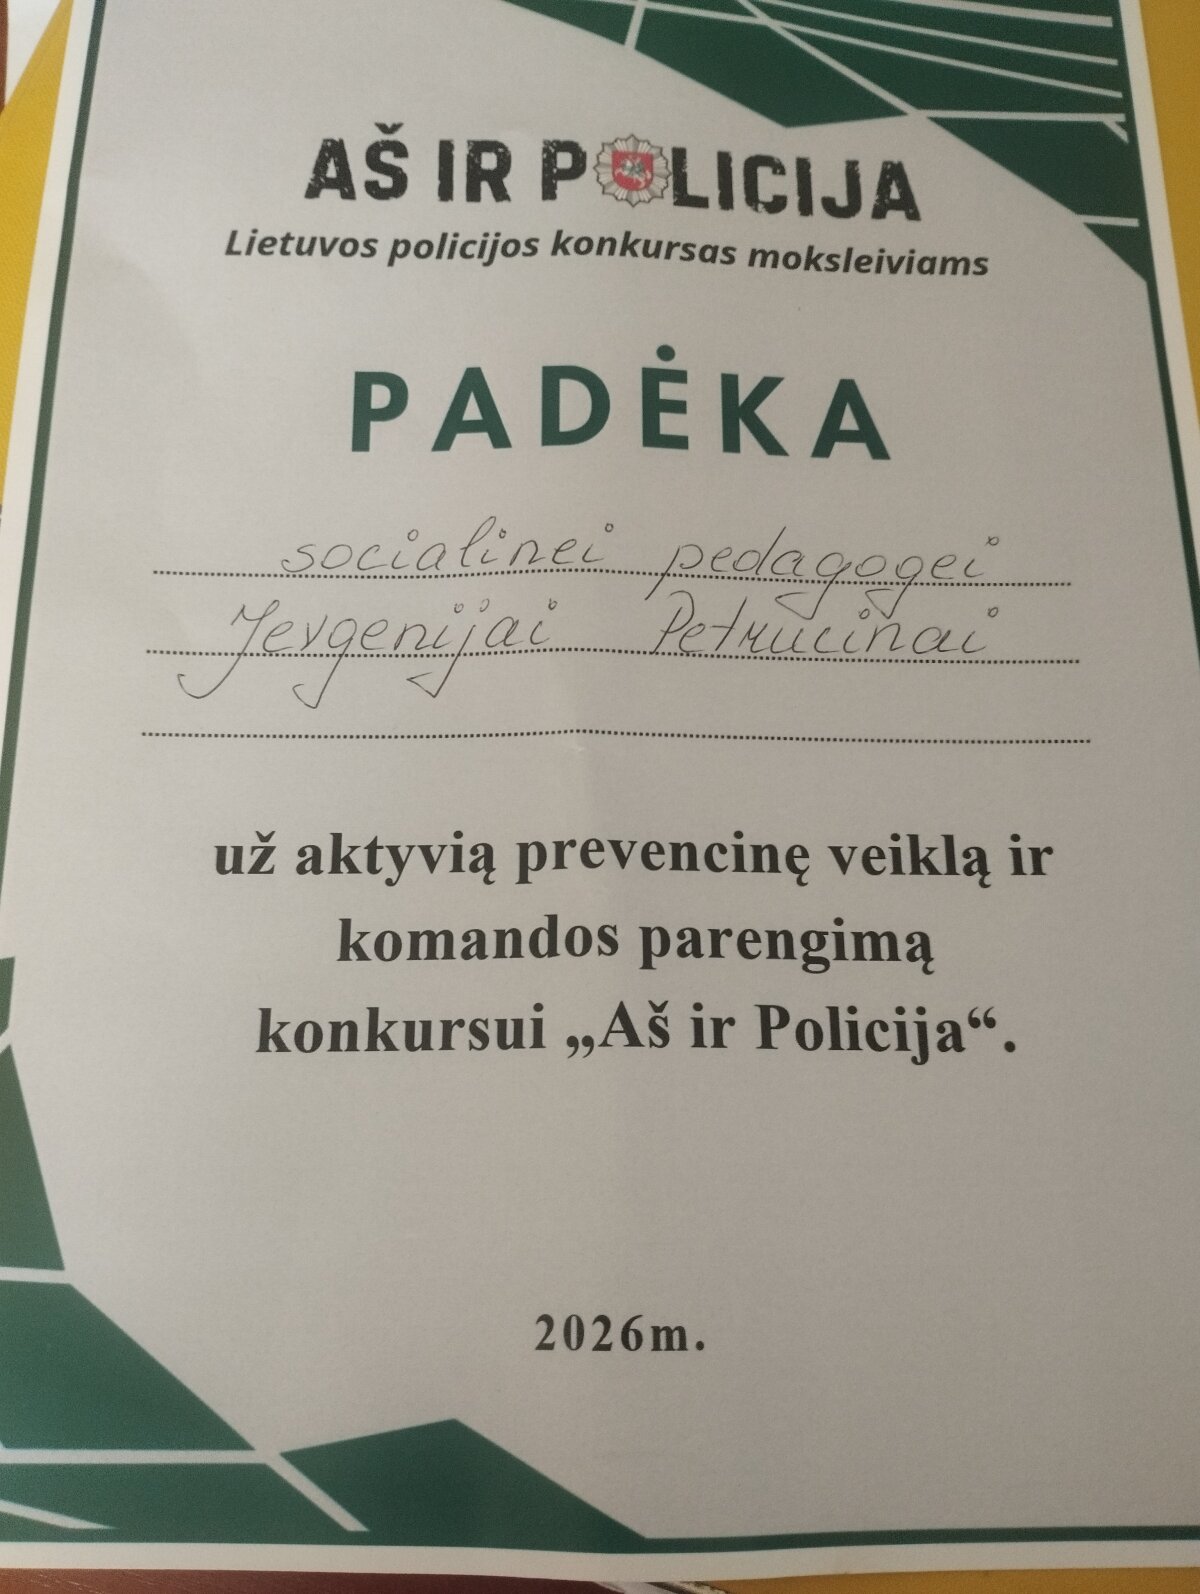 AŠ IR POLICIJA
Lietuvos policijos konkursas moksleiviams
PADĖKA
socialinei pedagogei
Jevgenijai Petrucinai
už aktyvią prevencinę veiklą ir
komandos parengimą
konkursui „Aš ir Policija“.
2026m.